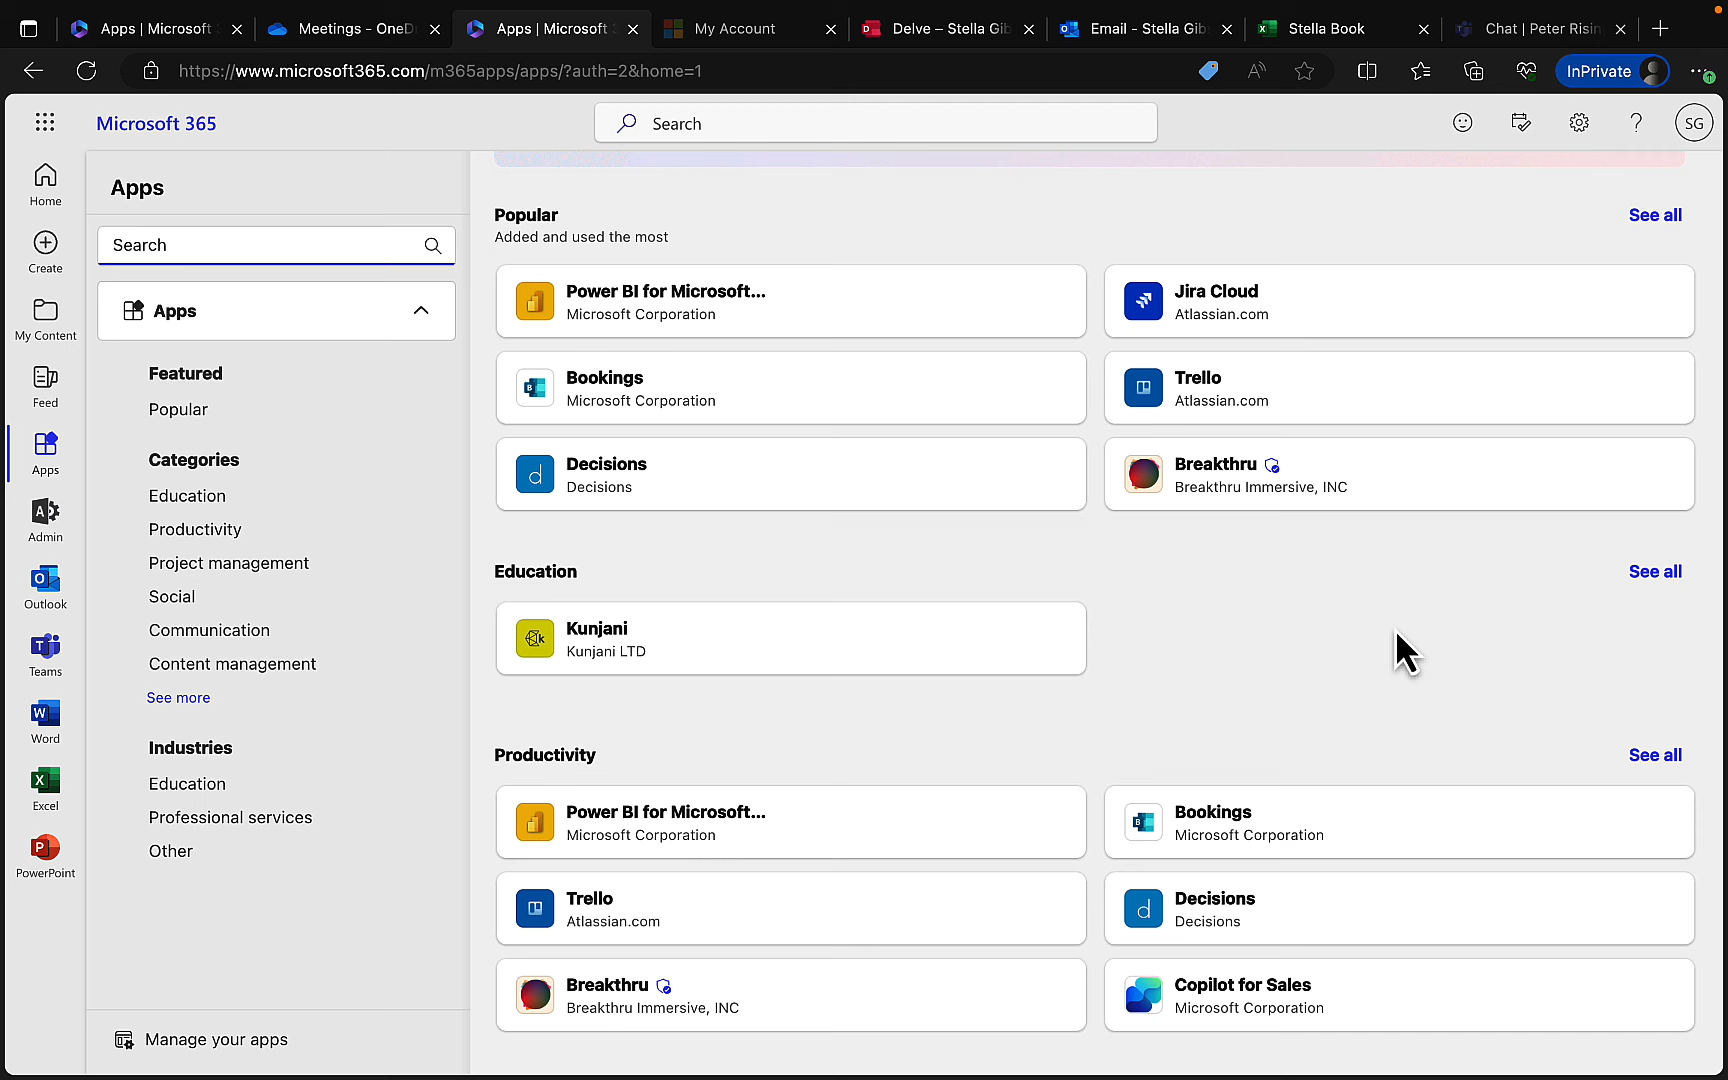 Apps | Microsoft
Meetings - OneD
Apps | Microsoft
My Account
Delve – Stella Gib
Email - Stella Gib
Stella Book
Chat | Peter Risin
https://www.microsoft365.com/m365apps/apps/?auth=2&home=1
InPrivate
Microsoft 365
Search
SG
Home
Create
My Content
Feed
Apps
Admin
Outlook
Teams
Word
Excel
PowerPoint
Apps
Search
Apps
Featured
Popular
Categories
Education
Productivity
Project management
Social
Communication
Content management
See more
Industries
Education
Professional services
Other
Manage your apps
Popular
See all
Added and used the most
Power BI for Microsoft...
Microsoft Corporation
Jira Cloud
Atlassian.com
Bookings
Microsoft Corporation
Trello
Atlassian.com
Decisions
Decisions
Breakthru
Breakthru Immersive, INC
Education
See all
Kunjani
Kunjani LTD
Productivity
See all
Power BI for Microsoft...
Microsoft Corporation
Bookings
Microsoft Corporation
Trello
Atlassian.com
Decisions
Decisions
Breakthru
Breakthru Immersive, INC
Copilot for Sales
Microsoft Corporation